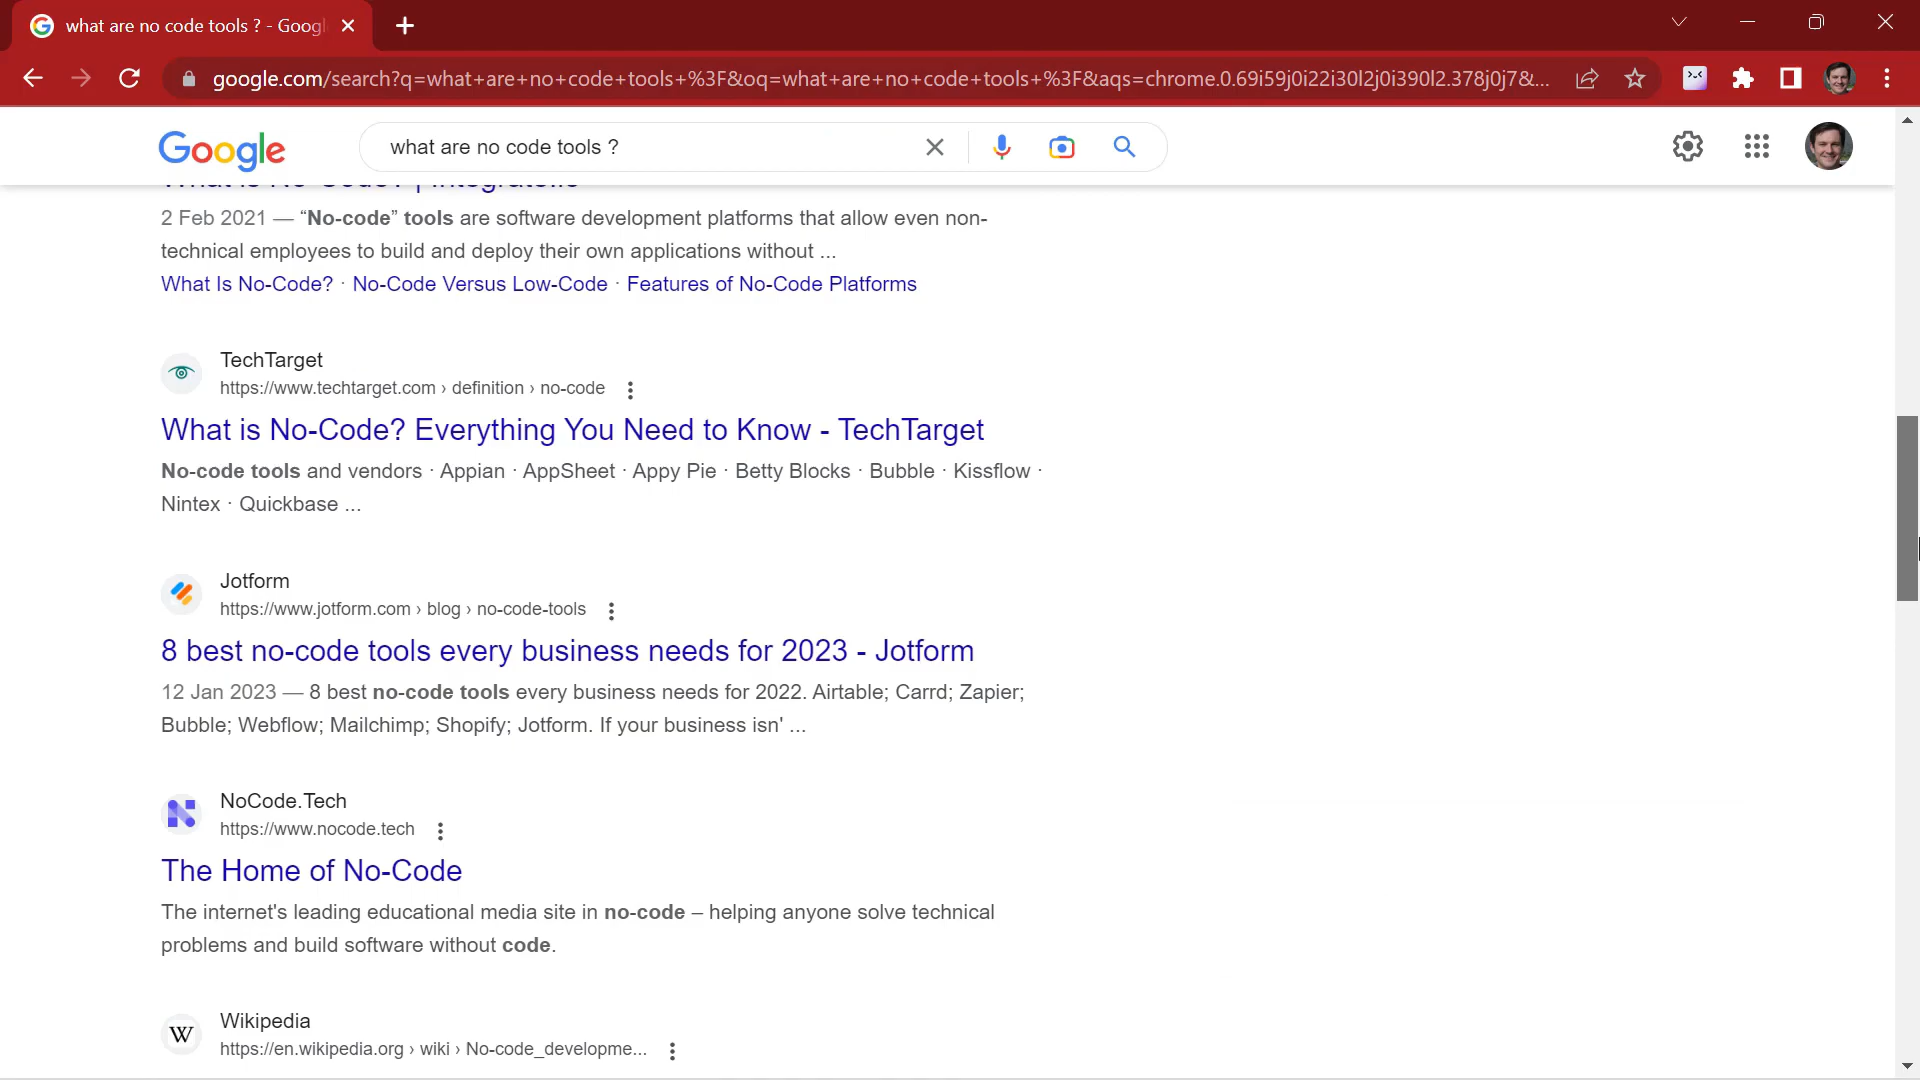 what are no code tools ? - Googl
google.com/search?q=what+are+no+code+tools+%3F&oq=what+are+no+code+tools+%3F&aqs=chrome.0.69i59j0i22i30l2j0i390l2.378j0j7&...
Google
what are no code tools ?
What is No-Code? | Integrate.io
2 Feb 2021 — “No-code” tools are software development platforms that allow even non-
technical employees to build and deploy their own applications without ...
What Is No-Code? · No-Code Versus Low-Code · Features of No-Code Platforms
TechTarget
https://www.techtarget.com › definition › no-code
What is No-Code? Everything You Need to Know - TechTarget
No-code tools and vendors · Appian · AppSheet · Appy Pie · Betty Blocks · Bubble · Kissflow ·
Nintex · Quickbase ...
Jotform
https://www.jotform.com › blog › no-code-tools
8 best no-code tools every business needs for 2023 - Jotform
12 Jan 2023 — 8 best no-code tools every business needs for 2022. Airtable; Carrd; Zapier;
Bubble; Webflow; Mailchimp; Shopify; Jotform. If your business isn' ...
NoCode.Tech
https://www.nocode.tech
The Home of No-Code
The internet's leading educational media site in no-code – helping anyone solve technical
problems and build software without code.
W
Wikipedia
https://en.wikipedia.org › wiki › No-code_developme...